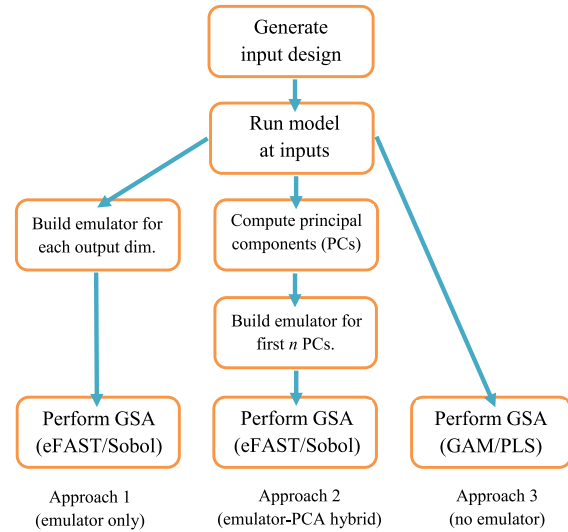 Generate
input design
Run model
at inputs
Build emulator for
each output dim.
Compute principal
components (PCs)
Build emulator for
first n PCs.
Perform GSA
(eFAST/Sobol)
Perform GSA
(eFAST/Sobol)
Perform GSA
(GAM/PLS)
Approach 1
(emulator only)
Approach 2
(emulator-PCA hybrid)
Approach 3
(no emulator)